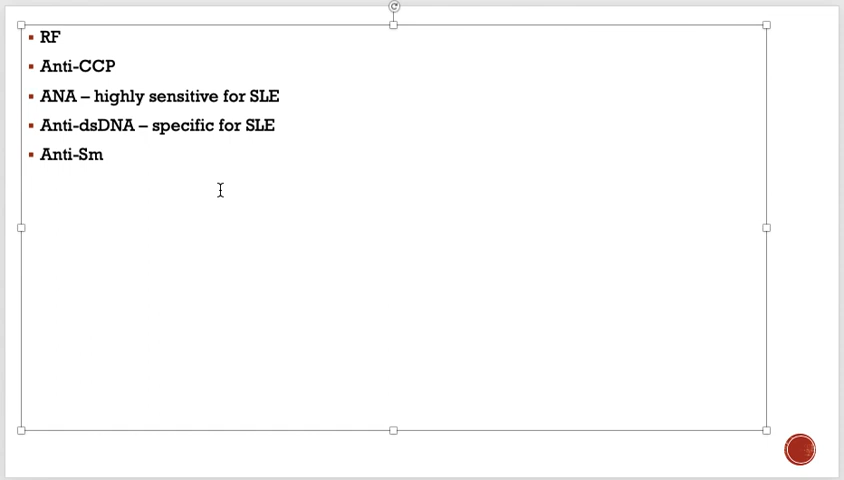 RF
Anti-CCP
ANA – highly sensitive for SLE
Anti-dsDNA – specific for SLE
Anti-Sm